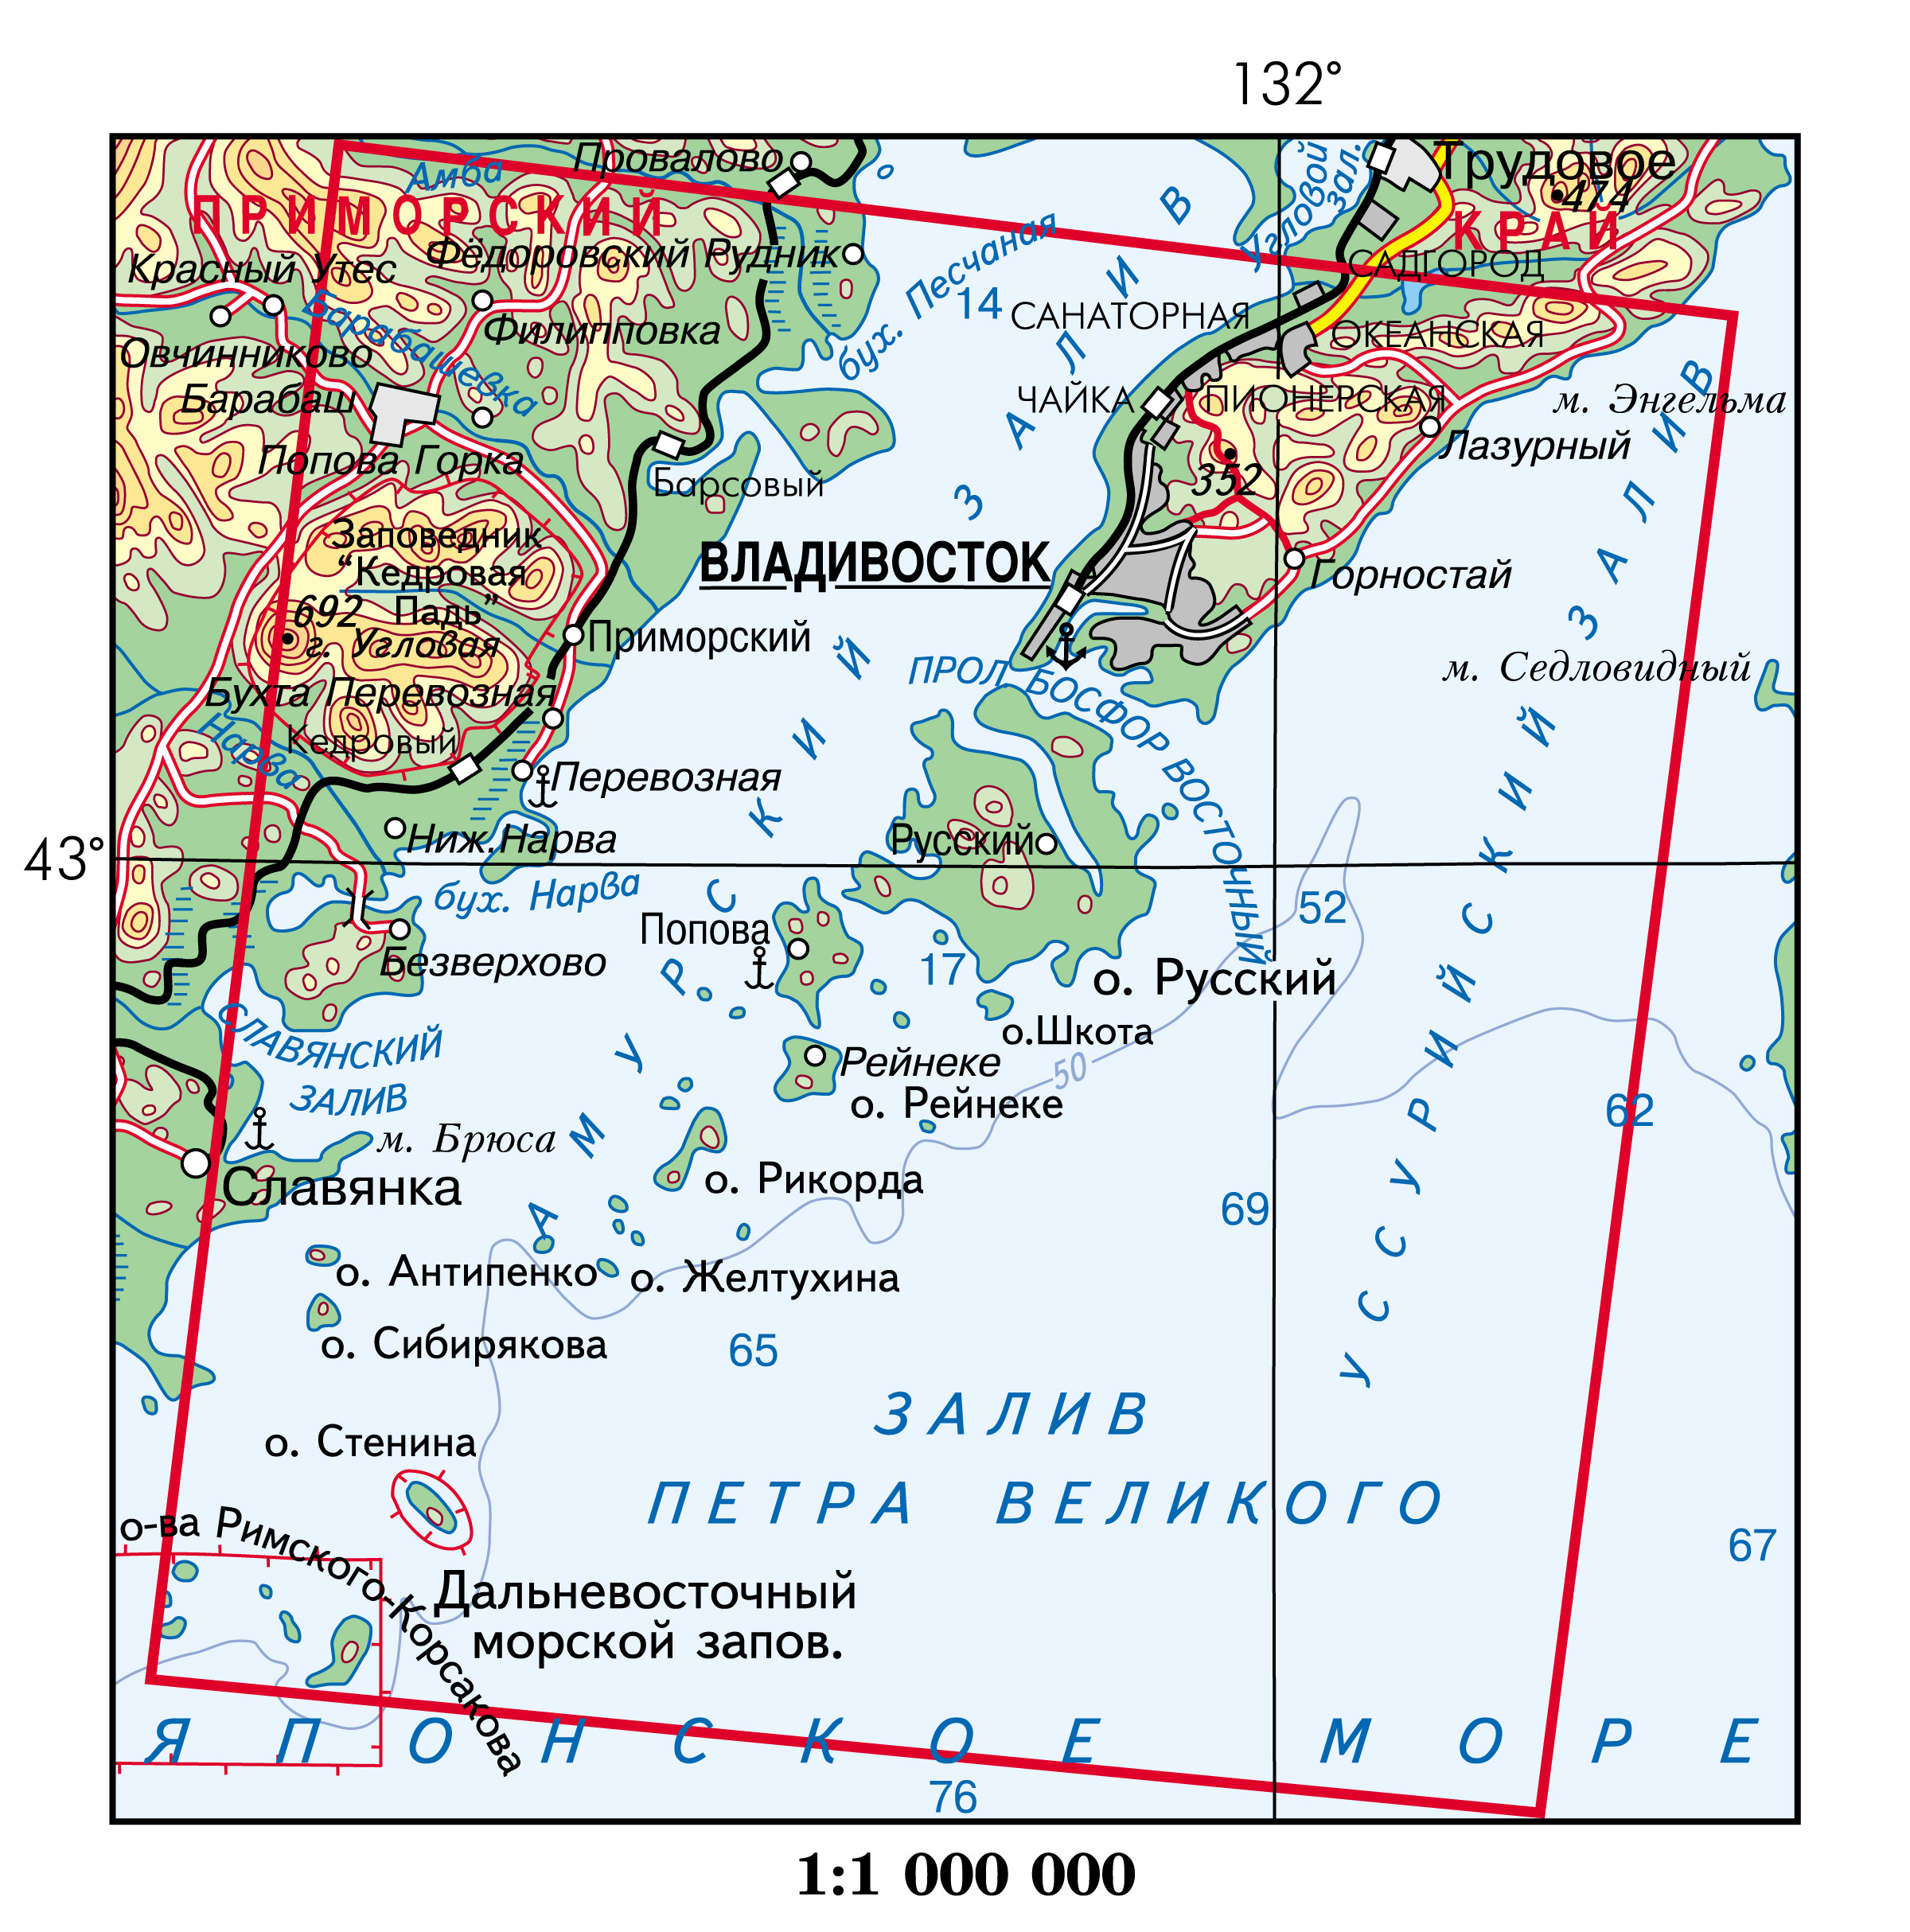 132°
Провалово
Амба
Угловой
зал.
Трудовое
474
ПРИМОРСКИЙ
КРАЙ
Красный Утес
Фёдоровский Рудник
бух. Песчаная
САДГОРОД
14
САНАТОРНАЯ
ОКЕАНСКАЯ
Филипповка
Барабашевка
Овчинниково
Барабаш
ЧАЙКА
ПИОНЕРСКАЯ
м. Энгельма
Лазурный
Попова Горка
Барсовый
352
Заповедник
“Кедровая
Падь”
ВЛАДИВОСТОК
Горностай
692
г. Угловая
Приморский
ПРОЛ. БОСФОР ВОСТОЧНЫЙ
м. Седловидный
Бухта Перевозная
Нарва
Кедровый
Перевозная
АМУРСКИЙ ЗАЛИВ
УССУРИЙСКИЙ ЗАЛИВ
Ниж.Нарва
Русский
43°
бух. Нарва
52
Попова
Безверхово
17
о. Русский
СЛАВЯНСКИЙ
ЗАЛИВ
о.Шкота
Рейнеке
50
о. Рейнеке
62
м. Брюса
Славянка
о. Рикорда
69
о. Антипенко
о. Желтухина
о. Сибирякова
65
ЗАЛИВ
ПЕТРА ВЕЛИКОГО
о. Стенина
о-ва Римского-Корсакова
67
Дальневосточный
морской запов.
ЯПОНСКОЕ МОРЕ
76
1:1 000 000